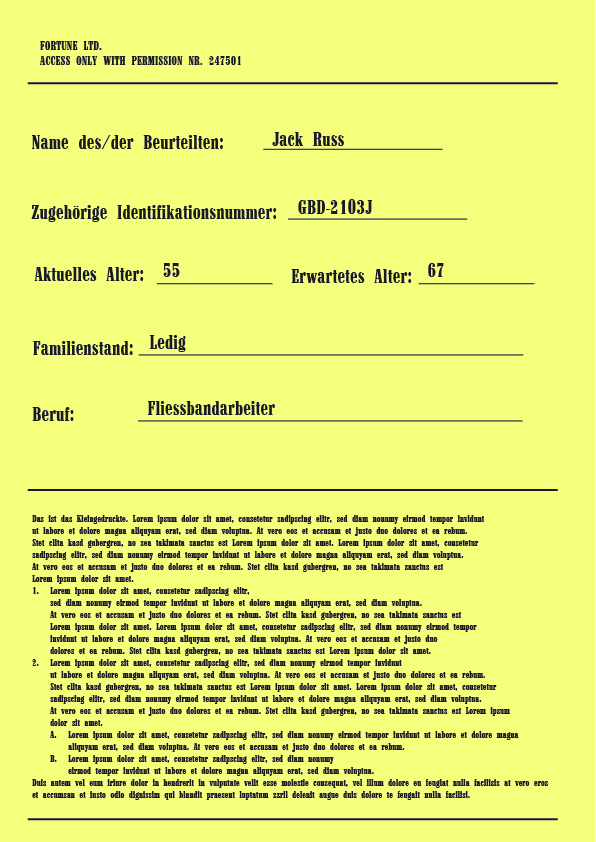 FORTUNE LTD.
ACCESS ONLY WITH PERMISSION NR. 247501
Name des/der Beurteilten: Jack Russ
Zugehörige Identifikationsnummer: GBD-2103J
Aktuelles Alter: 55 Erwartetes Alter: 67
Familienstand: Ledig
Beruf: Fliessbandarbeiter
Das ist das Kleingedruckte. Lorem ipsum dolor sit amet, consetetur sadipscing elitr, sed diam nonumy eirmod tempor invidunt
ut labore et dolore magna aliquyam erat, sed diam voluptua. At vero eos et accusam et justo duo dolores et ea rebum.
Stet clita kasd gubergren, no sea takimata sanctus est Lorem ipsum dolor sit amet. Lorem ipsum dolor sit amet, consetetur
sadipscing elitr, sed diam nonumy eirmod tempor invidunt ut labore et dolore magna aliquyam erat, sed diam voluptua.
At vero eos et accusam et justo duo dolores et ea rebum. Stet clita kasd gubergren, no sea takimata sanctus est
Lorem ipsum dolor sit amet.
1. Lorem ipsum dolor sit amet, consetetur sadipscing elitr,
sed diam nonumy eirmod tempor invidunt ut labore et dolore magna aliquyam erat, sed diam voluptua.
At vero eos et accusam et justo duo dolores et ea rebum. Stet clita kasd gubergren, no sea takimata sanctus est
Lorem ipsum dolor sit amet. Lorem ipsum dolor sit amet, consetetur sadipscing elitr, sed diam nonumy eirmod tempor
invidunt ut labore et dolore magna aliquyam erat, sed diam voluptua. At vero eos et accusam et justo duo
dolores et ea rebum. Stet clita kasd gubergren, no sea takimata sanctus est Lorem ipsum dolor sit amet.
2. Lorem ipsum dolor sit amet, consetetur sadipscing elitr, sed diam nonumy eirmod tempor invidunt
ut labore et dolore magna aliquyam erat, sed diam voluptua. At vero eos et accusam et justo duo dolores et ea rebum.
Stet clita kasd gubergren, no sea takimata sanctus est Lorem ipsum dolor sit amet. Lorem ipsum dolor sit amet, consetetur
sadipscing elitr, sed diam nonumy eirmod tempor invidunt ut labore et dolore magna aliquyam erat, sed diam voluptua.
At vero eos et accusam et justo duo dolores et ea rebum. Stet clita kasd gubergren, no sea takimata sanctus est Lorem ipsum
dolor sit amet.
A. Lorem ipsum dolor sit amet, consetetur sadipscing elitr, sed diam nonumy eirmod tempor invidunt ut labore et dolore magna
aliquyam erat, sed diam voluptua. At vero eos et accusam et justo duo dolores et ea rebum.
B. Lorem ipsum dolor sit amet, consetetur sadipscing elitr, sed diam nonumy
eirmod tempor invidunt ut labore et dolore magna aliquyam erat, sed diam voluptua.
Duis autem vel eum iriure dolor in hendrerit in vulputate velit esse molestie consequat, vel illum dolore eu feugiat nulla facilisis at vero eros
et accumsan et iusto odio dignissim qui blandit praesent luptatum zzril delenit augue duis dolore te feugait nulla facilisi.